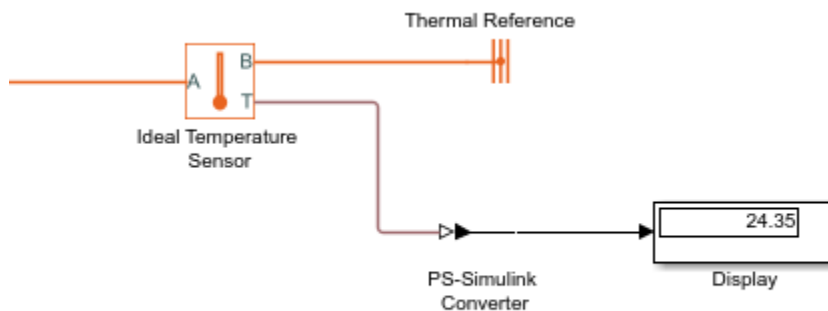 Thermal Reference
A
B
T
Ideal Temperature
Sensor
24.35
PS-Simulink
Converter
Display